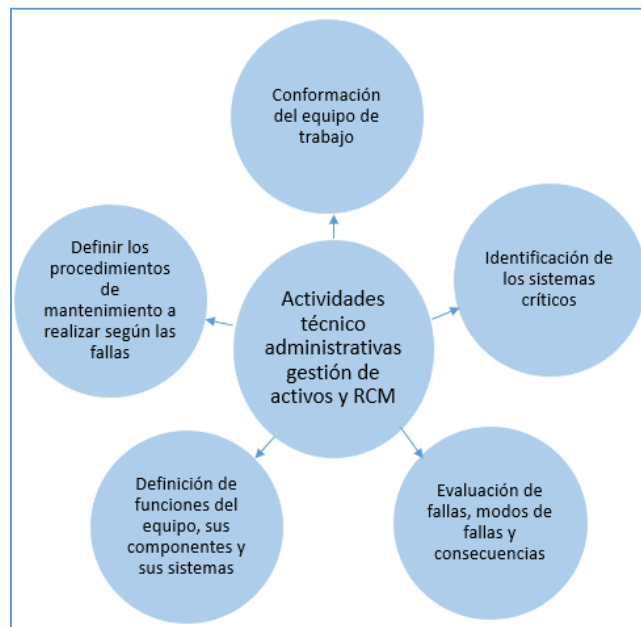 Conformación
del equipo de
trabajo
Definir los
procedimientos
de
mantenimiento a
realizar según las
fallas
Identificación de
los sistemas
críticos
Actividades
técnico
administrativas
gestión de
activos y RCM
Definición de
funciones del
equipo, sus
componentes y
sus sistemas
Evaluación de
fallas, modos de
fallas y
consecuencias